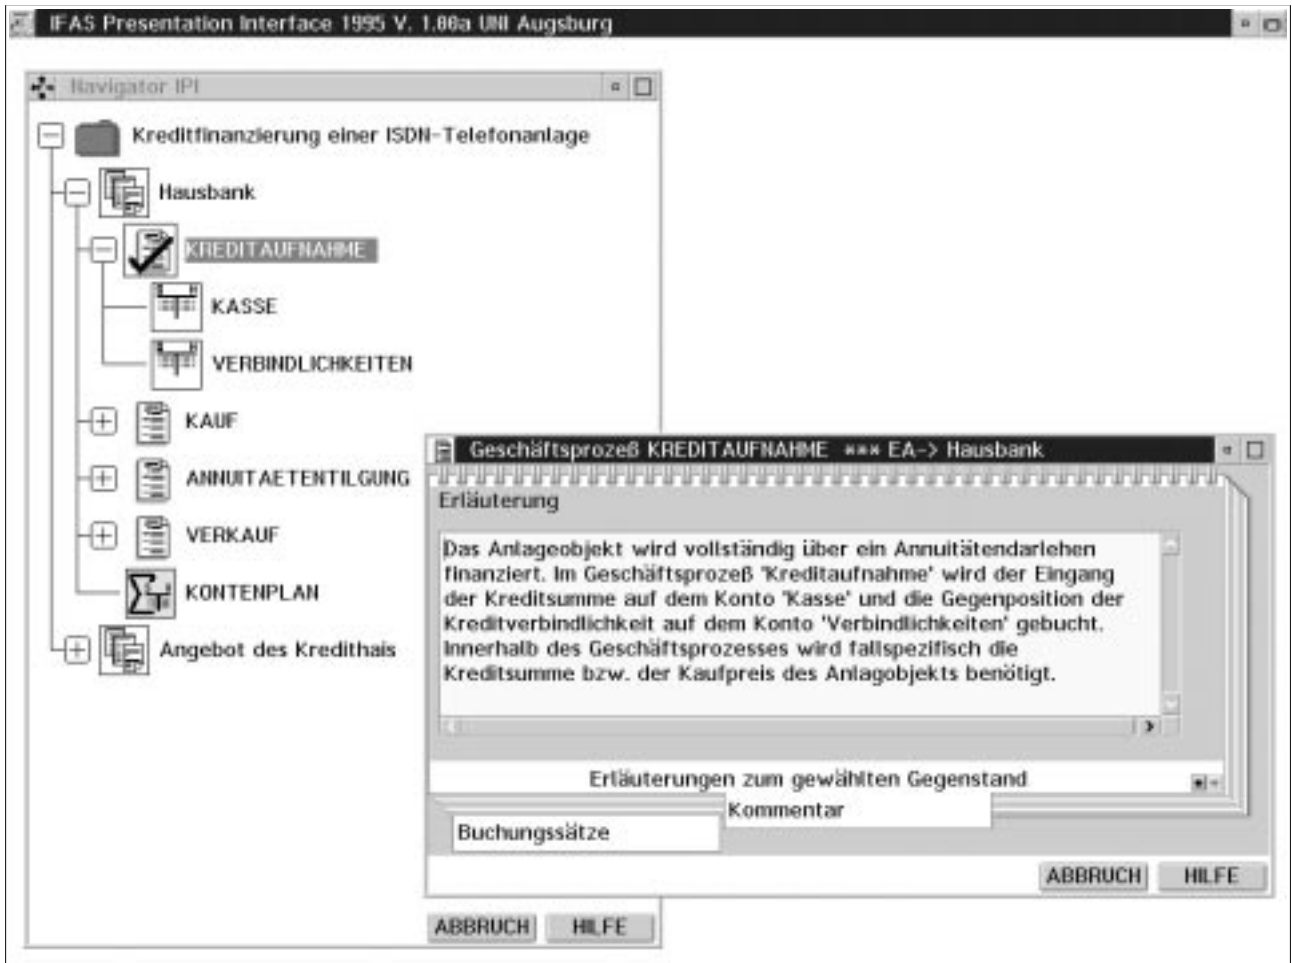 IFAS Presentation Interface 1995 V. 1.00a UNI Augsburg
Navigator IPI
Kreditfinanzierung einer ISDN-Telefonanlage
Hausbank
KREDITAUFNAHME
KASSE
VERBINDLICHKEITEN
KAUF
ANNUITAETENTILGUNG
VERKAUF
KONTENPLAN
Angebot des Kredithais
ABBRUCH HILFE
Geschäftsprozeß KREDITAUFNAHME *** EA-> Hausbank
Erläuterung
Das Anlageobjekt wird vollständig über ein Annuitätendarlehen
finanziert. Im Geschäftsprozeß 'Kreditaufnahme' wird der Eingang
der Kreditsumme auf dem Konto 'Kasse' und die Gegenposition der
Kreditverbindlichkeit auf dem Konto 'Verbindlichkeiten' gebucht.
Innerhalb des Geschäftsprozesses wird fallspezifisch die
Kreditsumme bzw. der Kaufpreis des Anlagobjekts benötigt.
Erläuterungen zum gewählten Gegenstand
Kommentar
Buchungssätze
ABBRUCH HILFE